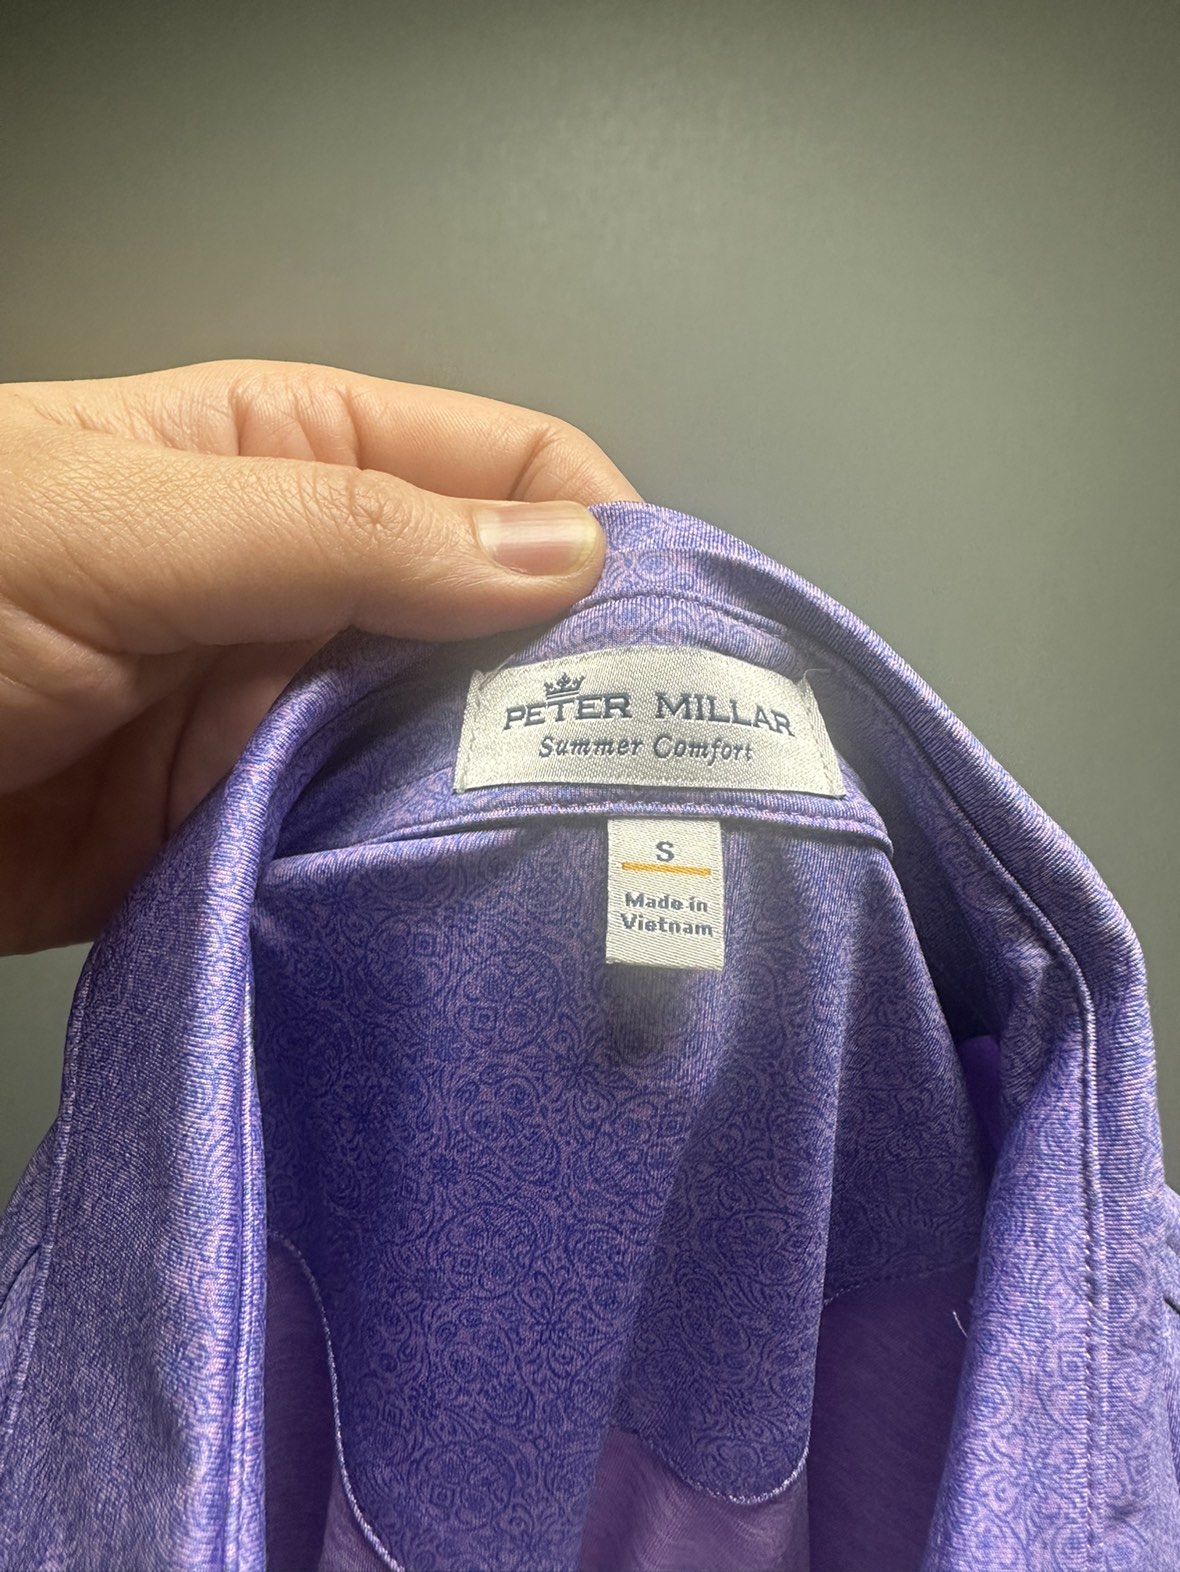 PETER MILLAR
Summer Comfort
S
Made in
Vietnam